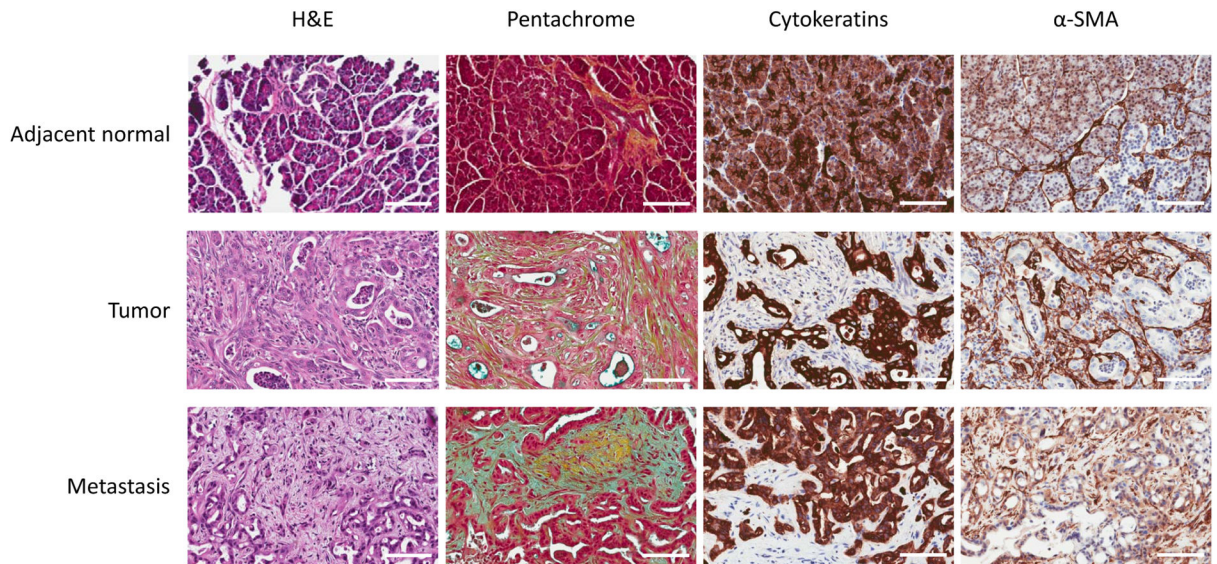 H&E Pentachrome Cytokeratins α-SMA
Adjacent normal
Tumor
Metastasis